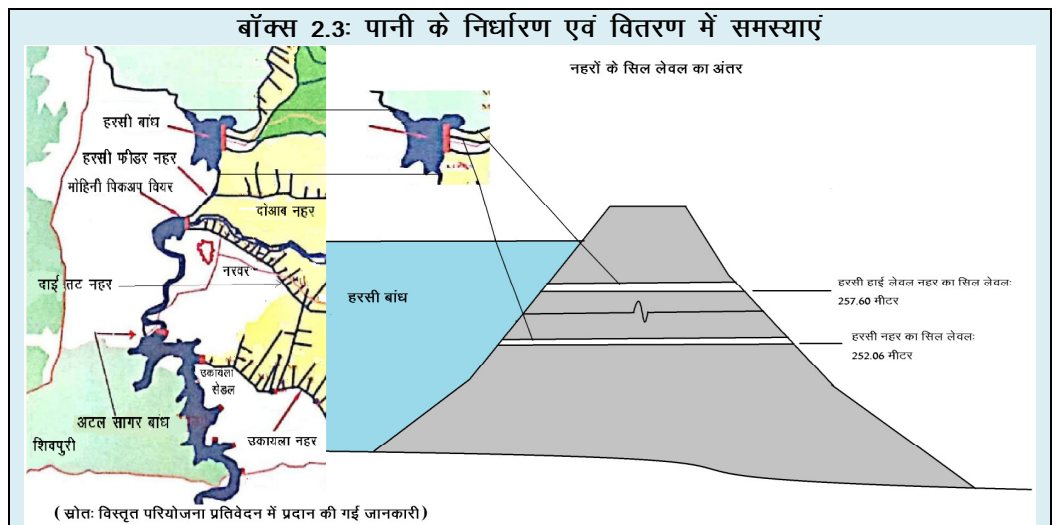 बॉक्स 2.3: पानी के निर्धारण एवं वितरण में समस्याएं
नहरों के सिल लेवल का अंतर
हरसी बांध
हरसी फीडर नहर
मोहिनी पिकअप वियर
दोआब नहर
नरवर
दाई तट नहर
उकायला
सेडल
अटल सागर बांध
उकायला नहर
शिवपुरी
हरसी बांध
हरसी हाई लेवल नहर का सिल लेवलः
257.60 मीटर
हरसी नहर का सिल लेवलः
252.06 मीटर
( स्रोतः विस्तृत परियोजना प्रतिवेदन में प्रदान की गई जानकारी )